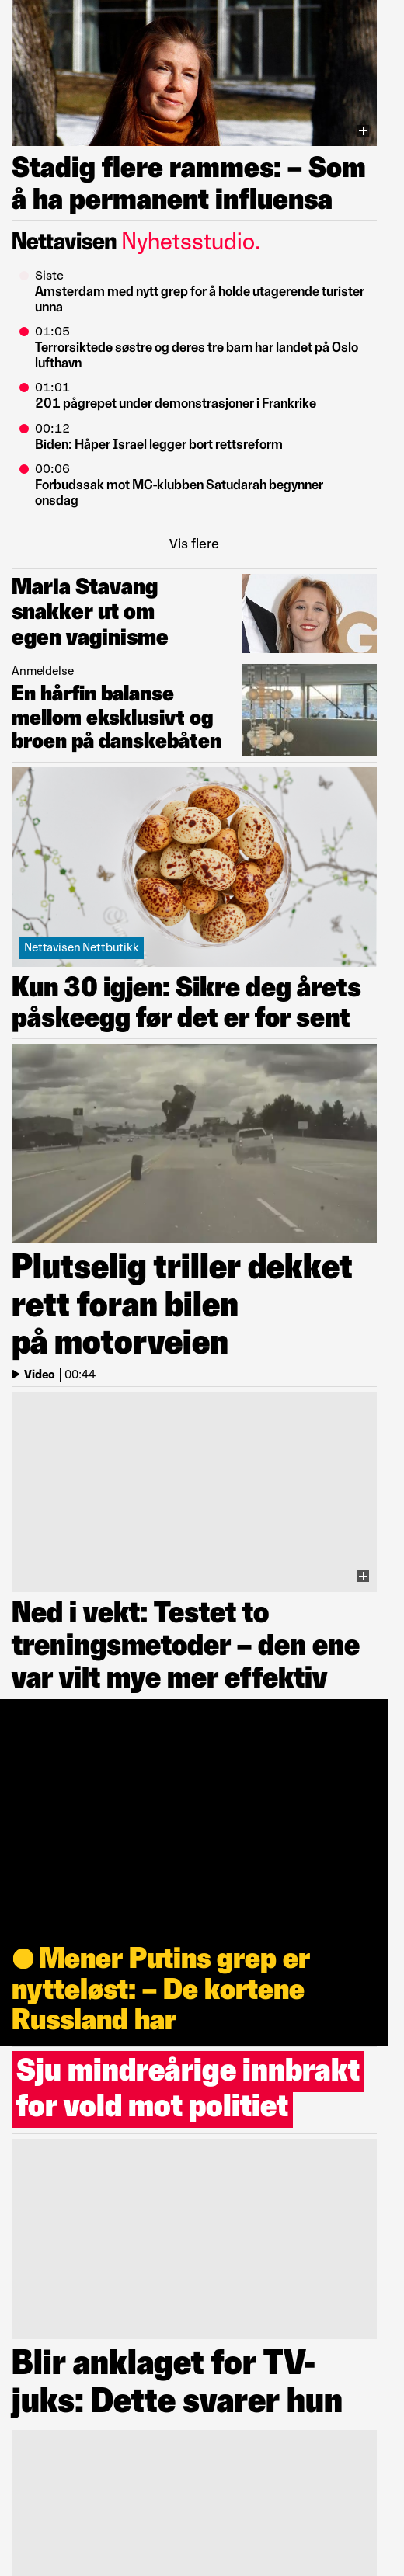 Stadig flere rammes: – Som
å ha permanent influensa
Nettavisen Nyhetsstudio.
Siste
Amsterdam med nytt grep for å holde utagerende turister
unna
01:05
Terrorsiktede søstre og deres tre barn har landet på Oslo
lufthavn
01:01
201 pågrepet under demonstrasjoner i Frankrike
00:12
Biden: Håper Israel legger bort rettsreform
00:06
Forbudssak mot MC-klubben Satudarah begynner
onsdag
Vis flere
Maria Stavang
snakker ut om
egen vaginisme
Anmeldelse
En hårfin balanse
mellom eksklusivt og
broen på danskebåten
Nettavisen Nettbutikk
Kun 30 igjen: Sikre deg årets
påskeegg før det er for sent
Plutselig triller dekket
rett foran bilen
på motorveien
Video | 00:44
Ned i vekt: Testet to
treningsmetoder – den ene
var vilt mye mer effektiv
Mener Putins grep er
nytteløst: – De kortene
Russland har
Sju mindreårige innbrakt
for vold mot politiet
Blir anklaget for TV-
juks: Dette svarer hun